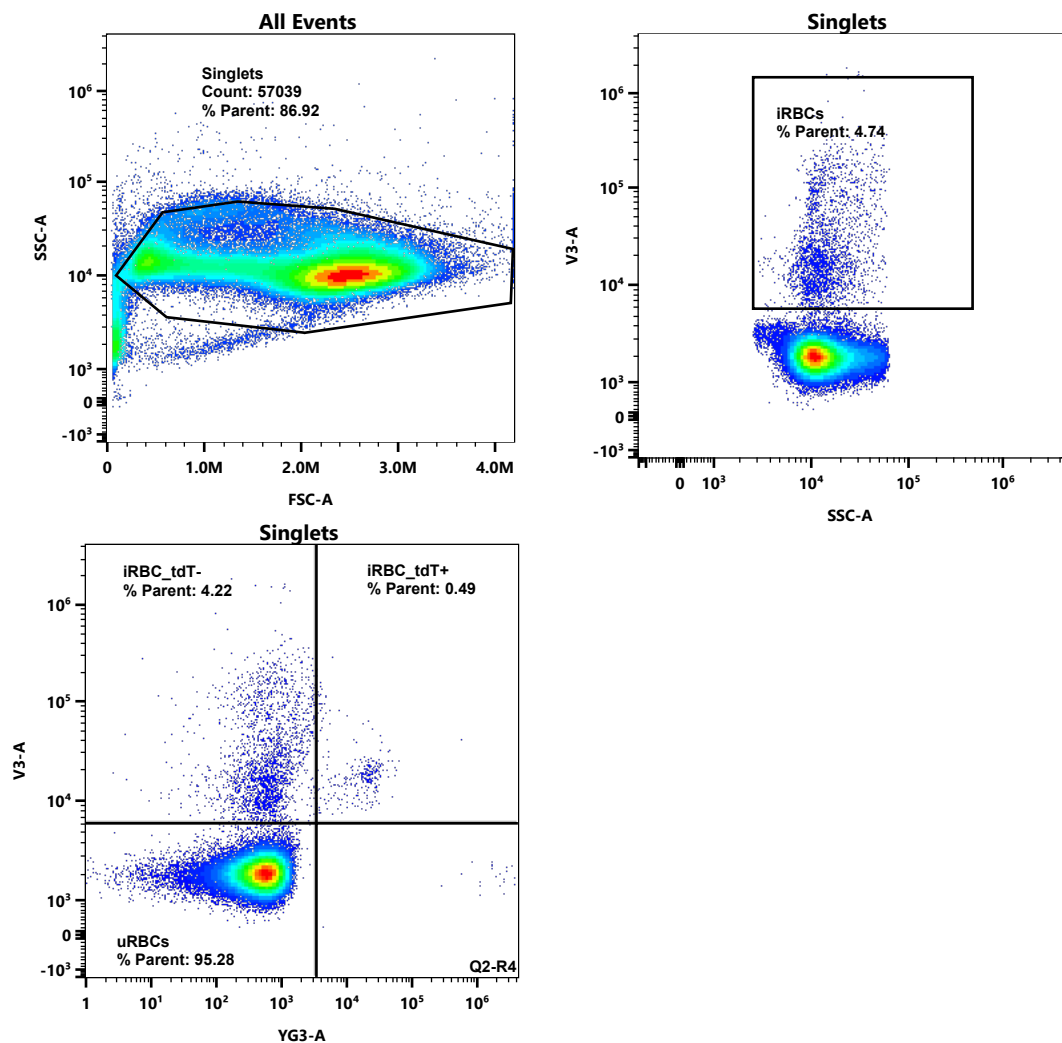 All Events
Singlets
Count: 57039
% Parent: 86.92
SSC-A
10⁶
10⁵
10⁴
10³
0
-10³
0
1.0M
2.0M
3.0M
4.0M
FSC-A
Singlets
iRBCs
% Parent: 4.74
V3-A
10⁶
10⁵
10⁴
10³
0
-10³
0
10³
10⁴
10⁵
10⁶
SSC-A
Singlets
iRBC_tdT-
% Parent: 4.22
iRBC_tdT+
% Parent: 0.49
V3-A
10⁶
10⁵
10⁴
10³
0
-10³
uRBCs
% Parent: 95.28
Q2-R4
1
10¹
10²
10³
10⁴
10⁵
10⁶
YG3-A